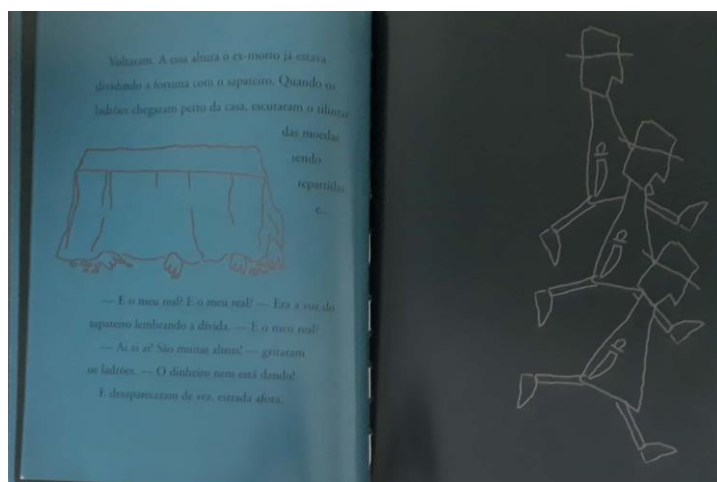 Voltaram. A essa altura o ex-morto já estava
dividindo a fortuna com o sapateiro. Quando os
ladrões chegaram perto da casa, escutaram o tilintar
das moedas
sendo
repartidas
e...
— E o meu real? E o meu real? — Era a voz do
sapateiro lembrando a dívida. — E o meu real?
— Ai ai ai! São muitas almas! — gritaram
os ladrões. — O dinheiro nem está dando!
E desapareceram de vez, estrada afora.